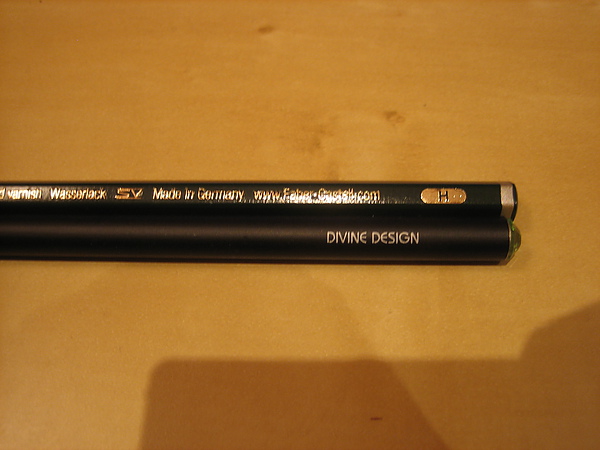 varnish Wasserlack SV Made in Germany www.Faber-Castell.com H
DIVINE DESIGN